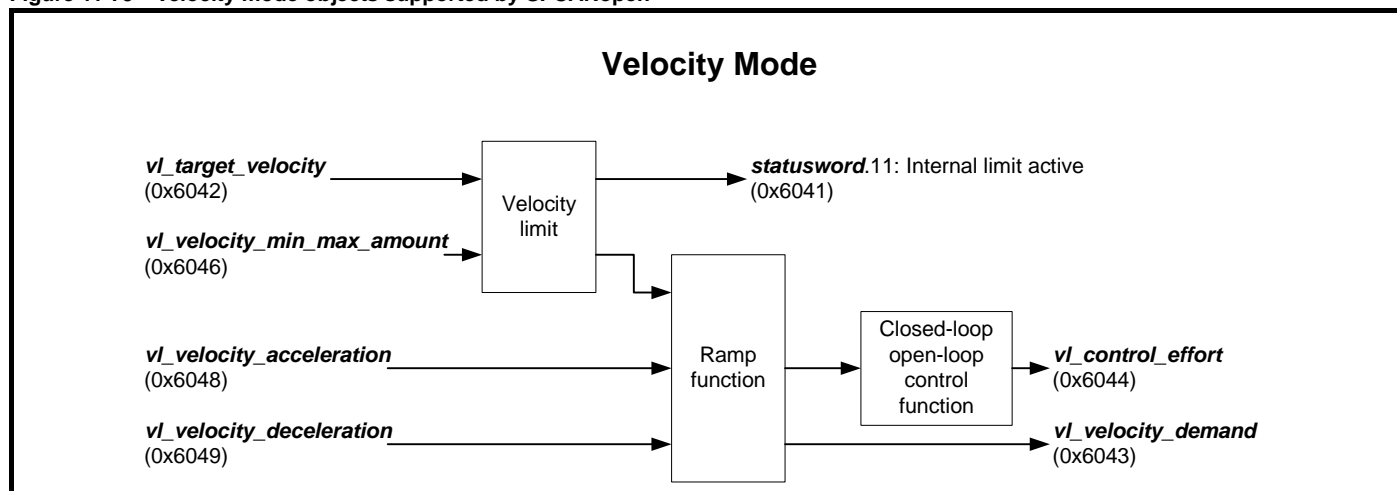 Velocity Mode
vl_target_velocity
(0x6042)
statusword.11: Internal limit active
(0x6041)
Velocity
limit
vl_velocity_min_max_amount
(0x6046)
vl_velocity_acceleration
(0x6048)
Ramp
function
Closed-loop
open-loop
control
function
vl_control_effort
(0x6044)
vl_velocity_deceleration
(0x6049)
vl_velocity_demand
(0x6043)